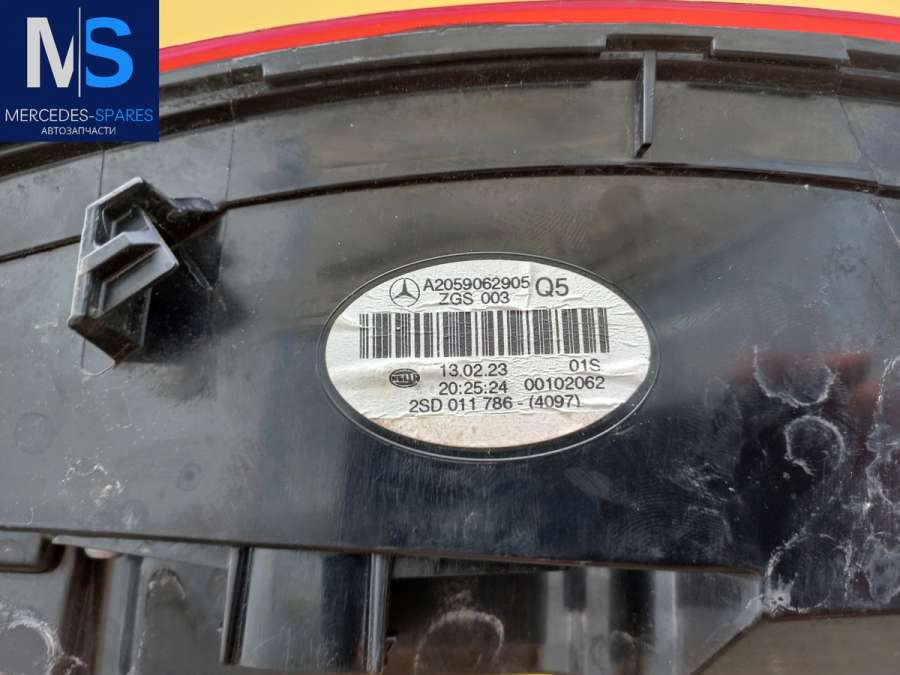 MS
MERCEDES-SPARES
АВТОЗАПЧАСТИ
A2059062905 Q5
ZGS 003
13.02.23 01S
HELLA
20:25:24 00102062
2SD 011 786-(4097)